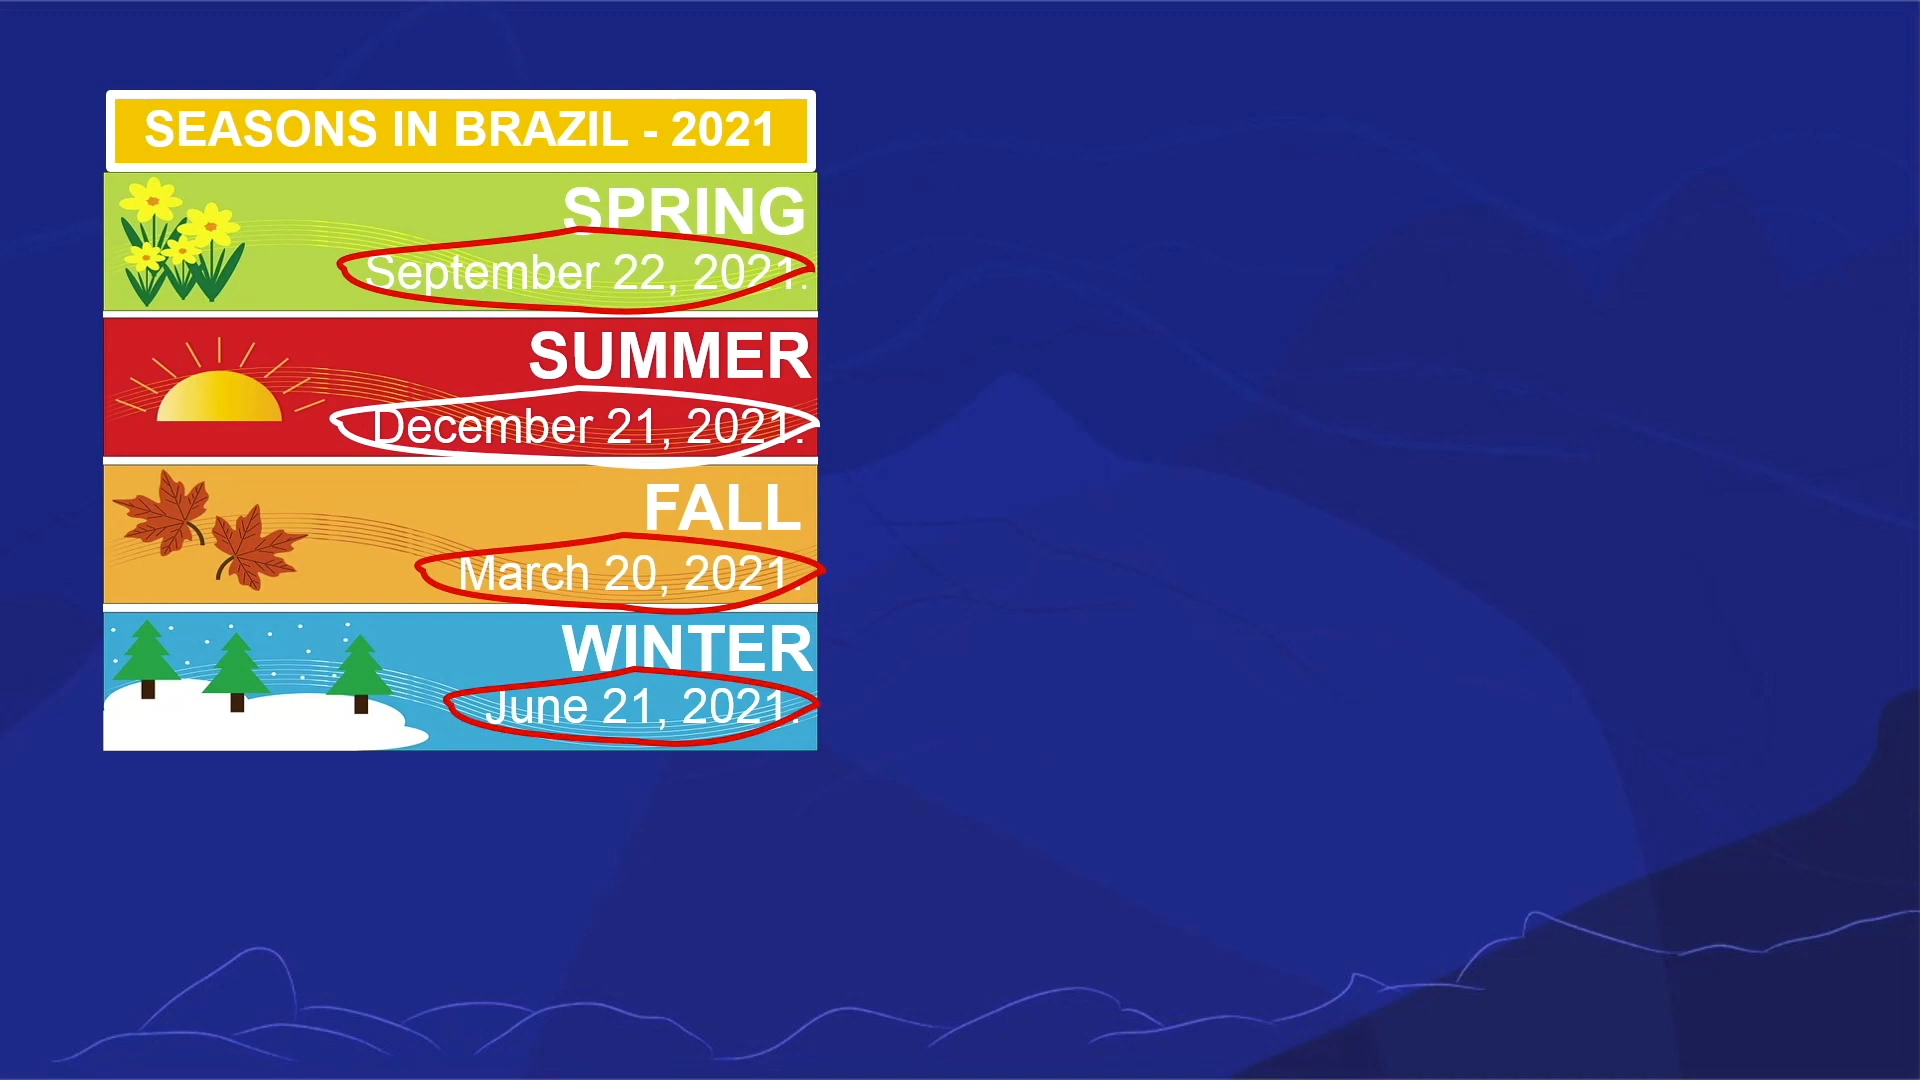 SEASONS IN BRAZIL - 2021
SPRING
September 22, 2021.
SUMMER
December 21, 2021.
FALL
March 20, 2021.
WINTER
June 21, 2021.